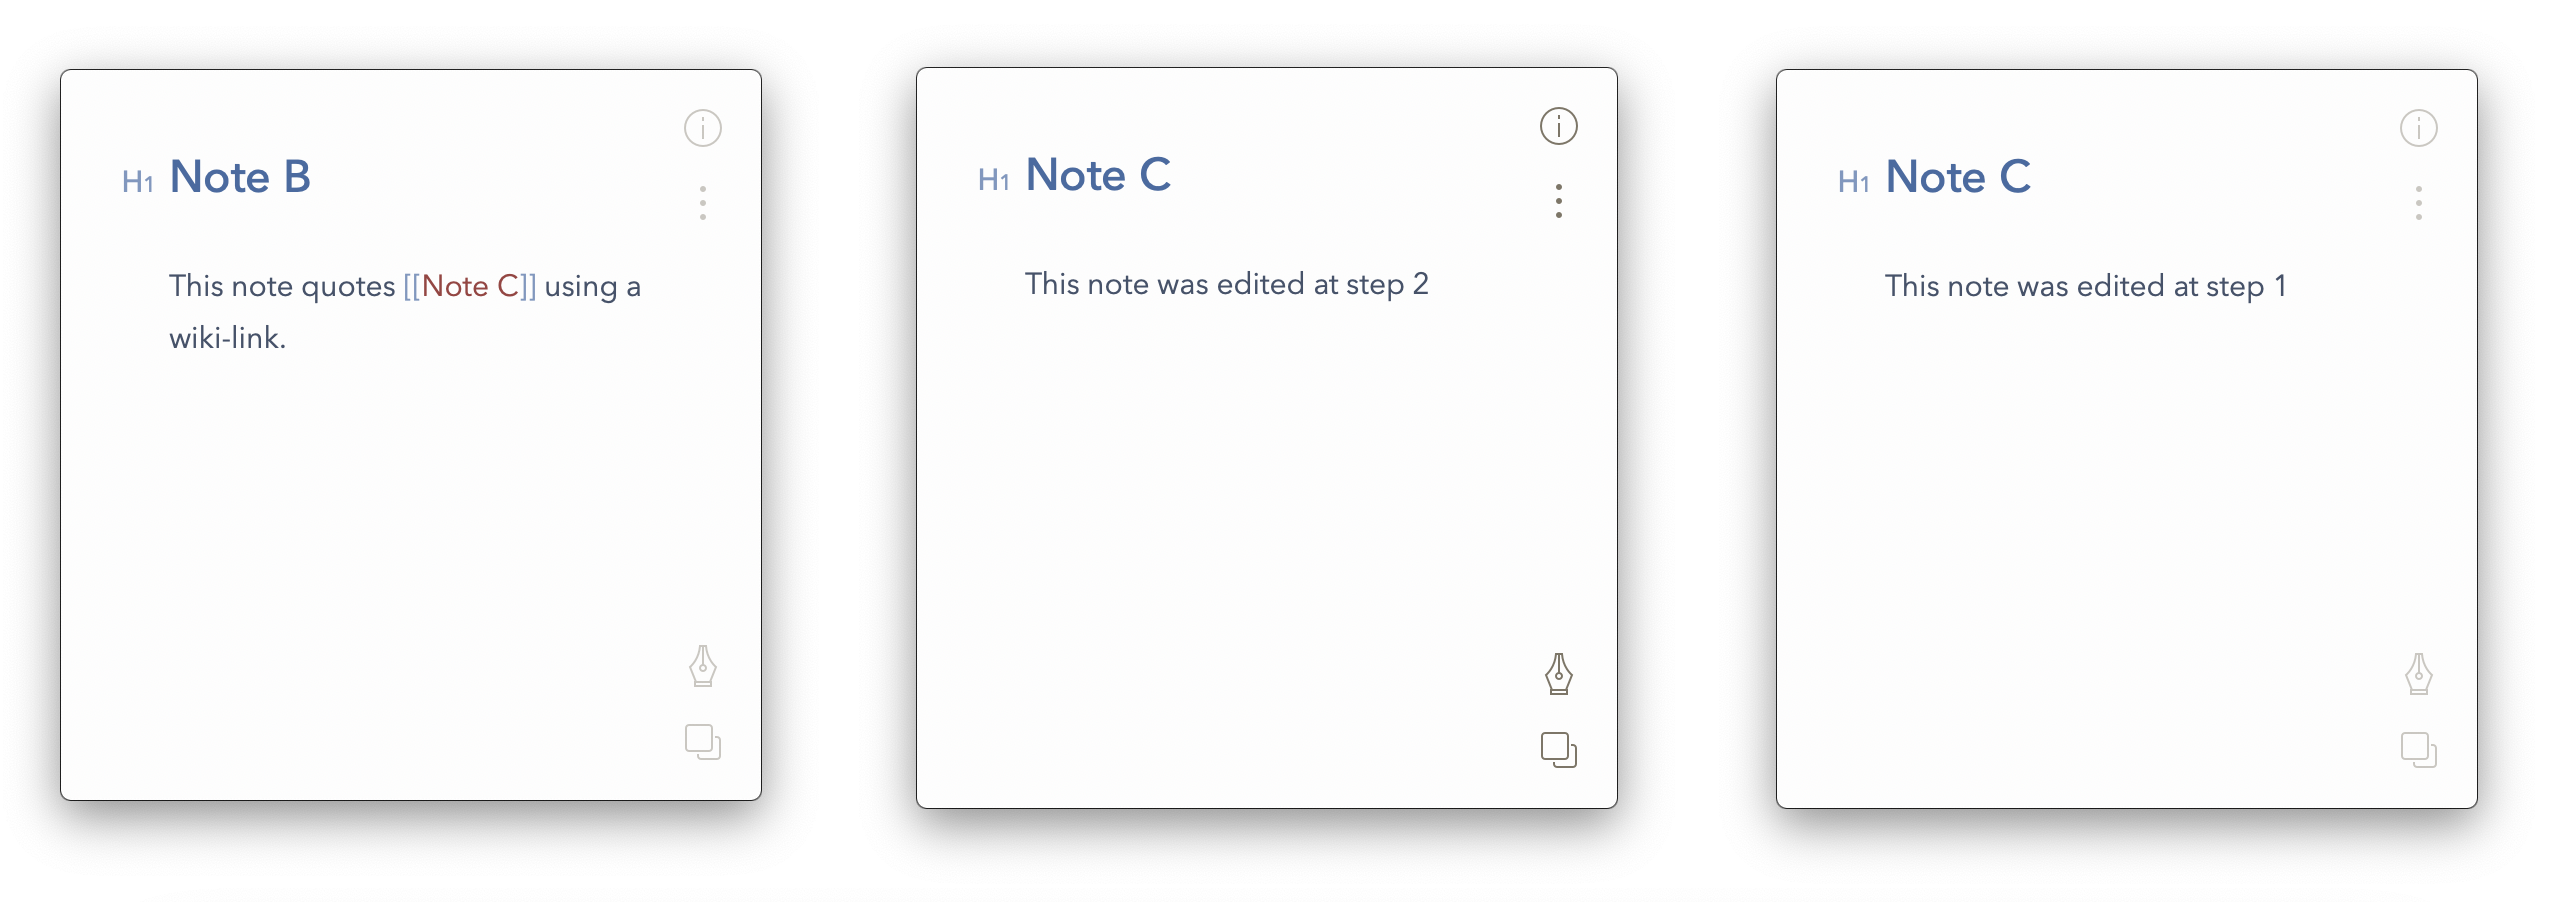 H1 Note B
This note quotes [[Note C]] using a
wiki-link.
H1 Note C
This note was edited at step 2
H1 Note C
This note was edited at step 1